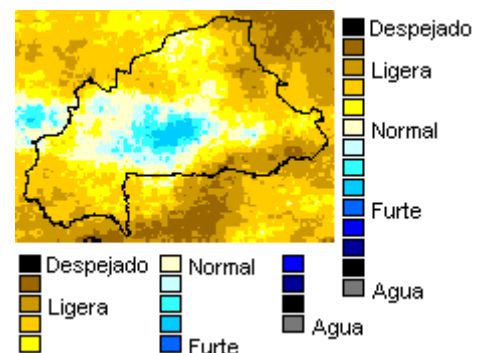 Despejado
Ligera
Normal
Furte
Agua
Despejado
Ligera
Normal
Furte
Agua